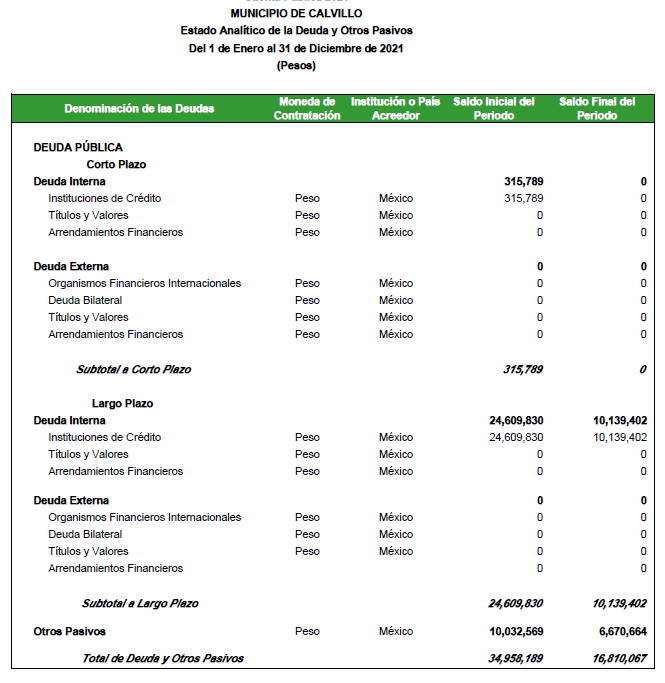 MUNICIPIO DE CALVILLO
Estado Analítico de la Deuda y Otros Pasivos
Del 1 de Enero al 31 de Diciembre de 2021
(Pesos)
Denominación de las Deudas Moneda de Contratación Institución o País Acreedor Saldo Inicial del Periodo Saldo Final del Periodo
DEUDA PÚBLICA
Corto Plazo
Deuda Interna 315,789 0
Instituciones de Crédito Peso México 315,789 0
Títulos y Valores Peso México 0 0
Arrendamientos Financieros Peso México 0 0
Deuda Externa 0 0
Organismos Financieros Internacionales Peso México 0 0
Deuda Bilateral Peso México 0 0
Títulos y Valores Peso México 0 0
Arrendamientos Financieros Peso México 0 0
Subtotal a Corto Plazo 315,789 0
Largo Plazo
Deuda Interna 24,609,830 10,139,402
Instituciones de Crédito Peso México 24,609,830 10,139,402
Títulos y Valores Peso México 0 0
Arrendamientos Financieros Peso México 0 0
Deuda Externa 0 0
Organismos Financieros Internacionales Peso México 0 0
Deuda Bilateral Peso México 0 0
Títulos y Valores Peso México 0 0
Arrendamientos Financieros 0 0
Subtotal a Largo Plazo 24,609,830 10,139,402
Otros Pasivos Peso México 10,032,569 6,670,664
Total de Deuda y Otros Pasivos 34,958,189 16,810,067